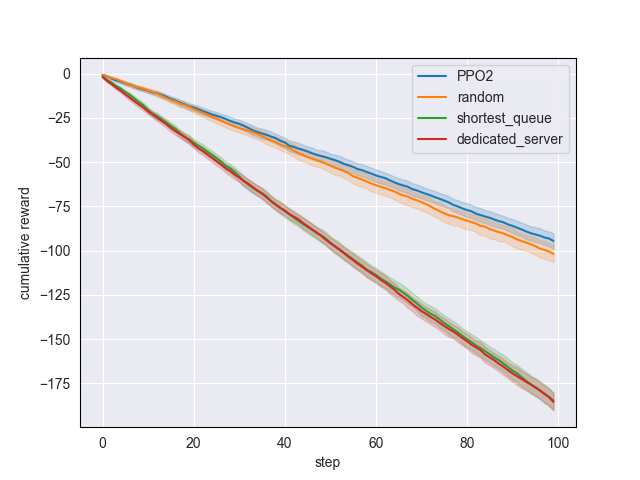 PPO2
random
shortest_queue
dedicated_server
cumulative reward
0
−25
−50
−75
−100
−125
−150
−175
0 20 40 60 80 100
step